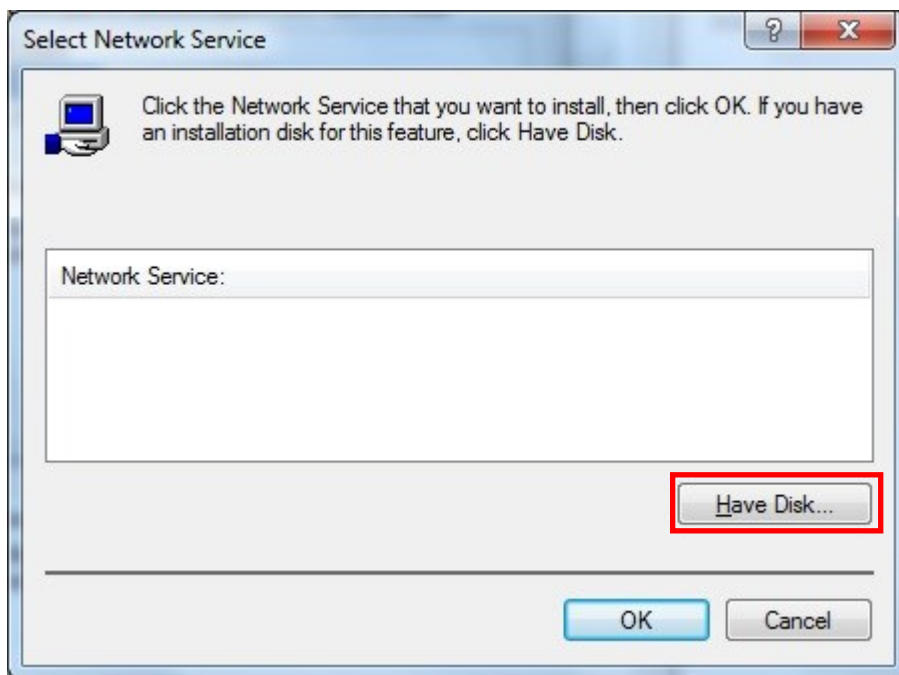 Select Network Service
Click the Network Service that you want to install, then click OK. If you have
an installation disk for this feature, click Have Disk.
Network Service:
Have Disk...
OK
Cancel